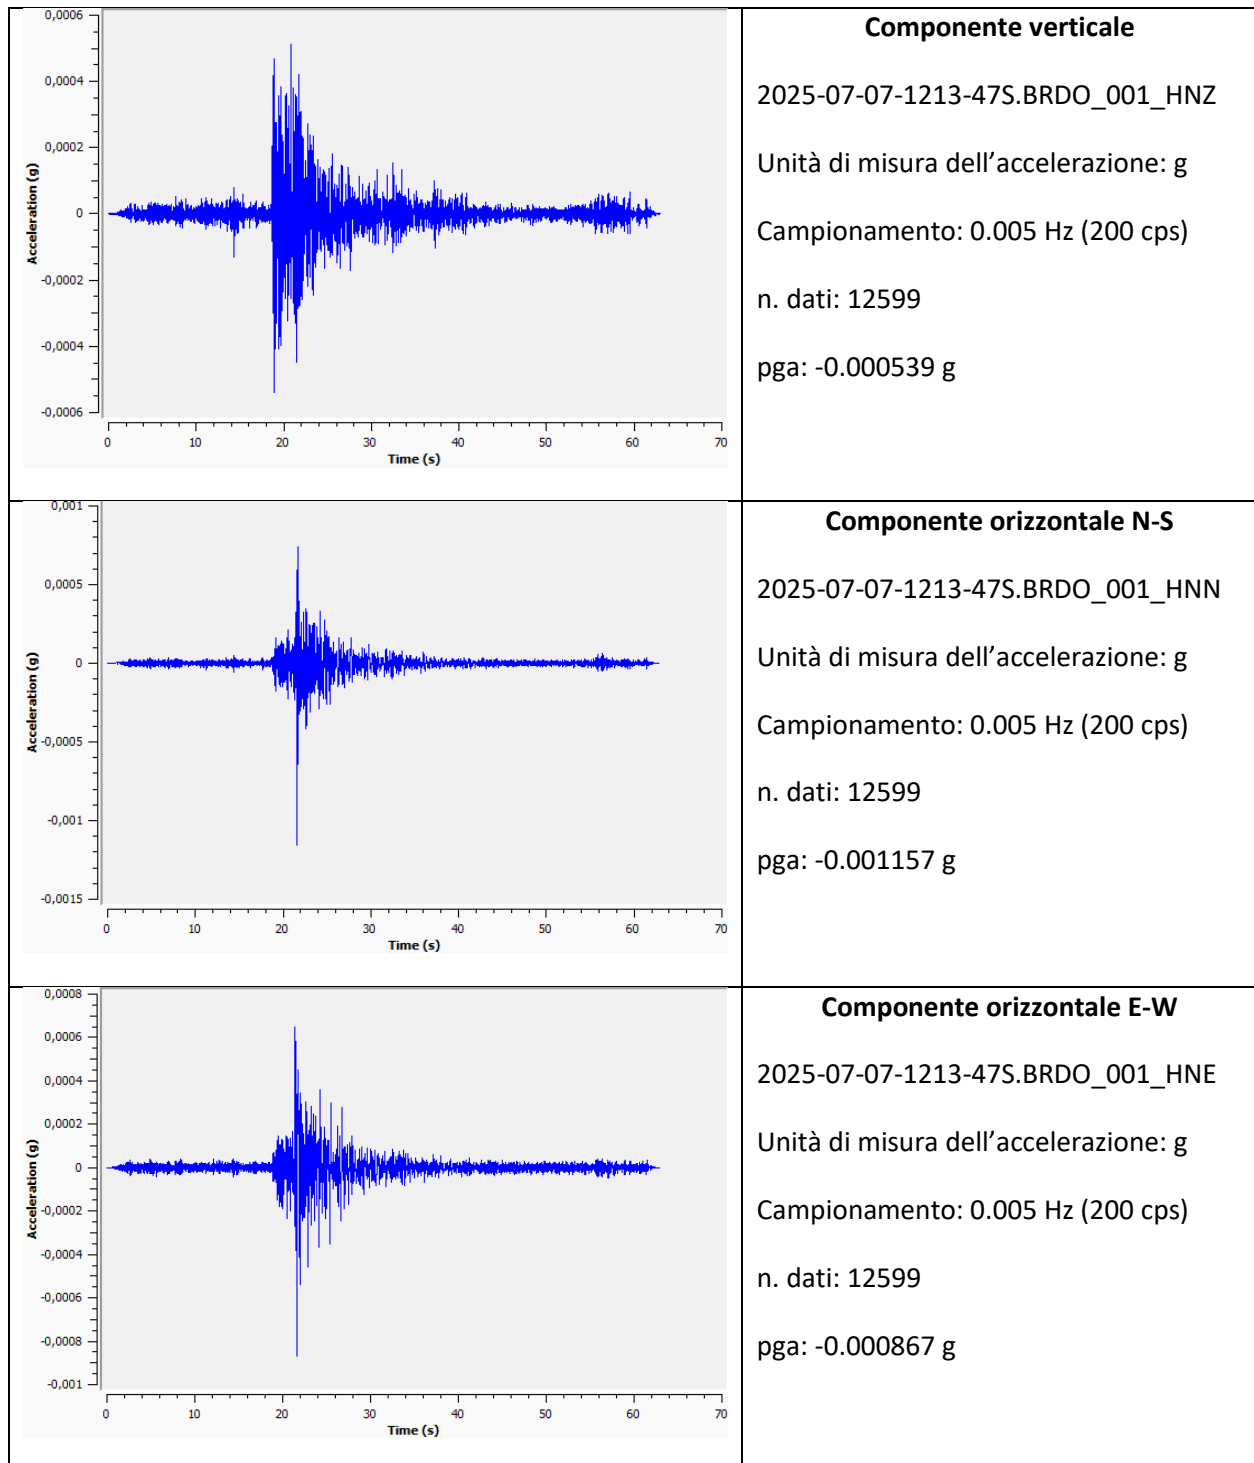 0,0006
0,0004
0,0002
0
-0,0002
-0,0004
-0,0006
Acceleration (g)
0 10 20 30 40 50 60 70
Time (s)
Componente verticale
2025-07-07-1213-47S.BRDO_001_HNZ
Unità di misura dell’accelerazione: g
Campionamento: 0.005 Hz (200 cps)
n. dati: 12599
pga: -0.000539 g
0,001
0,0005
0
-0,0005
-0,001
-0,0015
Acceleration (g)
0 10 20 30 40 50 60 70
Time (s)
Componente orizzontale N-S
2025-07-07-1213-47S.BRDO_001_HNN
Unità di misura dell’accelerazione: g
Campionamento: 0.005 Hz (200 cps)
n. dati: 12599
pga: -0.001157 g
0,0008
0,0006
0,0004
0,0002
0
-0,0002
-0,0004
-0,0006
-0,0008
-0,001
Acceleration (g)
0 10 20 30 40 50 60 70
Time (s)
Componente orizzontale E-W
2025-07-07-1213-47S.BRDO_001_HNE
Unità di misura dell’accelerazione: g
Campionamento: 0.005 Hz (200 cps)
n. dati: 12599
pga: -0.000867 g